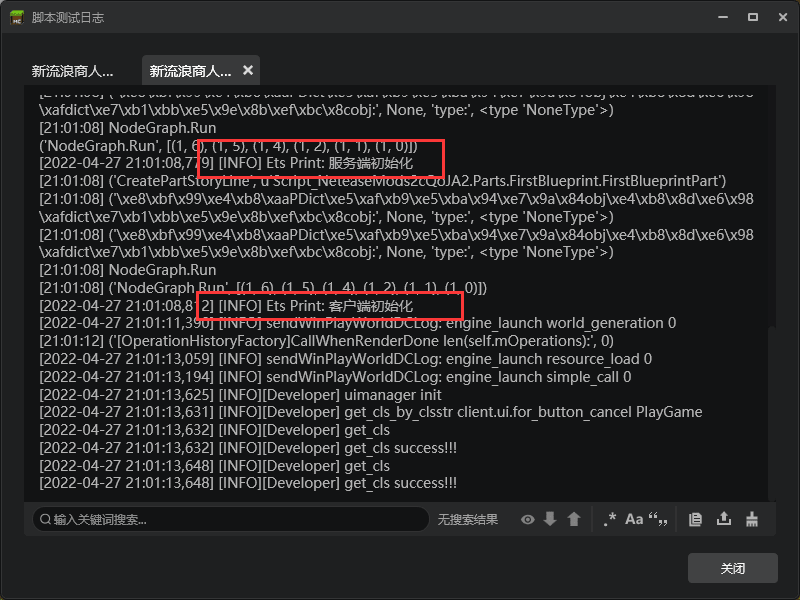 脚本测试日志
新流浪商人...
新流浪商人...
\xafdict\xe7\xb1\xbb\xe5\x9e\x8b\xef\xbc\x8cobj:', None, 'type:', <type 'NoneType'>)
[21:01:08] NodeGraph.Run
('NodeGraph.Run', [(1, 6), (1, 5), (1, 4), (1, 2), (1, 1), (1, 0)])
[2022-04-27 21:01:08,779] [INFO] Ets Print: 服务端初始化
[21:01:08] ('CreatePartStoryLine', u'Script_NeteaseMods2cQoJA2.Parts.FirstBlueprint.FirstBlueprintPart')
[21:01:08] ('\xe8\xbf\x99\xe4\xb8\xaaPDict\xe5\xaf\xb9\xe5\xba\x94\xe7\x9a\x84obj\xe4\xb8\x8d\xe6\x98
\xafdict\xe7\xb1\xbb\xe5\x9e\x8b\xef\xbc\x8cobj:', None, 'type:', <type 'NoneType'>)
[21:01:08] ('\xe8\xbf\x99\xe4\xb8\xaaPDict\xe5\xaf\xb9\xe5\xba\x94\xe7\x9a\x84obj\xe4\xb8\x8d\xe6\x98
\xafdict\xe7\xb1\xbb\xe5\x9e\x8b\xef\xbc\x8cobj:', None, 'type:', <type 'NoneType'>)
[21:01:08] NodeGraph.Run
[21:01:08] ('NodeGraph.Run', [(1, 6), (1, 5), (1, 4), (1, 2), (1, 1), (1, 0)])
[2022-04-27 21:01:08,812] [INFO] Ets Print: 客户端初始化
[2022-04-27 21:01:11,390] [INFO] sendWinPlayWorldDCLog: engine_launch world_generation 0
[21:01:12] ('[OperationHistoryFactory]CallWhenRenderDone len(self.mOperations):', 0)
[2022-04-27 21:01:13,059] [INFO] sendWinPlayWorldDCLog: engine_launch resource_load 0
[2022-04-27 21:01:13,194] [INFO] sendWinPlayWorldDCLog: engine_launch simple_call 0
[2022-04-27 21:01:13,625] [INFO][Developer] uimanager init
[2022-04-27 21:01:13,631] [INFO][Developer] get_cls_by_clsstr client.ui.for_button_cancel PlayGame
[2022-04-27 21:01:13,632] [INFO][Developer] get_cls
[2022-04-27 21:01:13,632] [INFO][Developer] get_cls success!!!
[2022-04-27 21:01:13,648] [INFO][Developer] get_cls
[2022-04-27 21:01:13,648] [INFO][Developer] get_cls success!!!
输入关键词搜索...
无搜索结果
.* Aa “,,
关闭